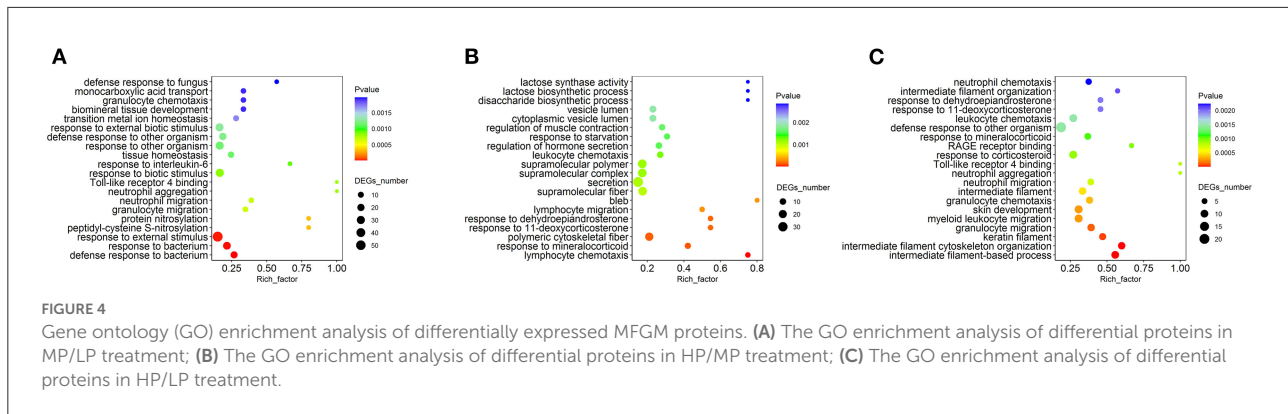 A
defense response to fungus
monocarboxylic acid transport
granulocyte chemotaxis
biomineral tissue development
transition metal ion homeostasis
response to external biotic stimulus
defense response to other organism
response to other organism
tissue homeostasis
response to interleukin-6
response to biotic stimulus
Toll-like receptor 4 binding
neutrophil aggregation
neutrophil migration
granulocyte migration
protein nitrosylation
peptidyl-cysteine S-nitrosylation
response to external stimulus
response to bacterium
defense response to bacterium
0.25 0.50 0.75 1.00
Rich_factor
Pvalue
0.0015
0.0010
0.0005
DEGs_number
10
20
30
40
50
B
lactose synthase activity
lactose biosynthetic process
disaccharide biosynthetic process
vesicle lumen
cytoplasmic vesicle lumen
regulation of muscle contraction
response to starvation
regulation of hormone secretion
leukocyte chemotaxis
supramolecular polymer
supramolecular complex
secretion
supramolecular fiber
bleb
lymphocyte migration
response to dehydroepiandrosterone
response to 11-deoxycorticosterone
polymeric cytoskeletal fiber
response to mineralocorticoid
lymphocyte chemotaxis
0.2 0.4 0.6 0.8
Rich_factor
Pvalue
0.002
0.001
DEGs_number
10
20
30
C
neutrophil chemotaxis
intermediate filament organization
response to dehydroepiandrosterone
response to 11-deoxycorticosterone
leukocyte chemotaxis
defense response to other organism
response to mineralocorticoid
RAGE receptor binding
response to corticosteroid
Toll-like receptor 4 binding
neutrophil aggregation
neutrophil migration
intermediate filament
granulocyte chemotaxis
skin development
myeloid leukocyte migration
granulocyte migration
keratin filament
intermediate filament cytoskeleton organization
intermediate filament-based process
0.25 0.50 0.75 1.00
Rich_factor
Pvalue
0.0020
0.0015
0.0010
0.0005
DEGs_number
5
10
15
20
FIGURE 4
Gene ontology (GO) enrichment analysis of differentially expressed MFGM proteins. (A) The GO enrichment analysis of differential proteins in
MP/LP treatment; (B) The GO enrichment analysis of differential proteins in HP/MP treatment; (C) The GO enrichment analysis of differential
proteins in HP/LP treatment.